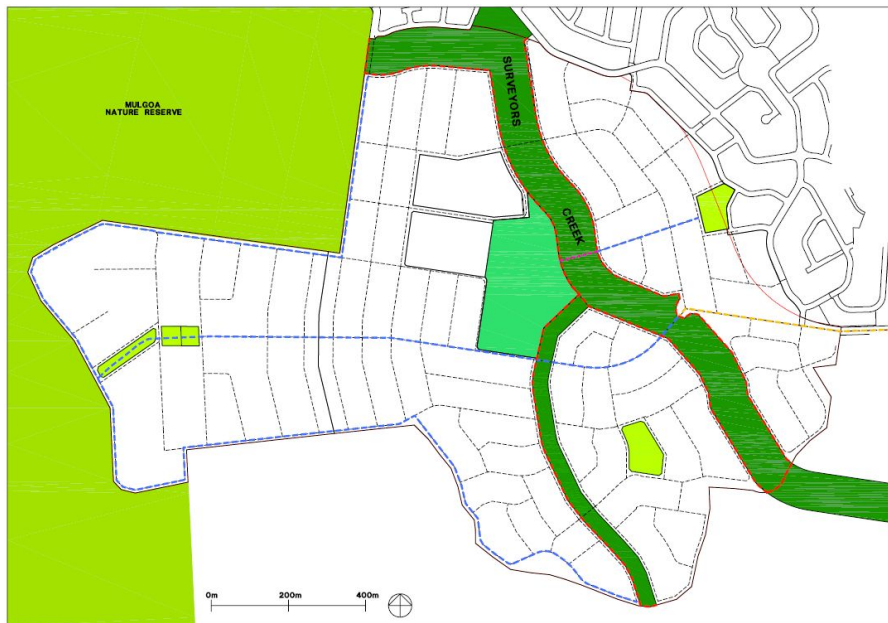 MULGOA
NATURE RESERVE
SURVEYORS
CREEK
0m 200m 400m